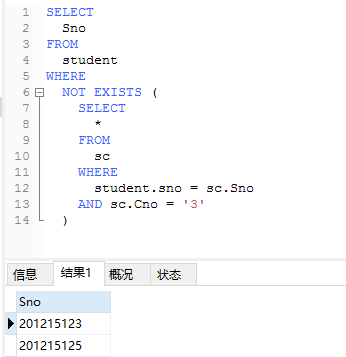 1 SELECT
2 Sno
3 FROM
4 student
5 WHERE
6 NOT EXISTS (
7 SELECT
8 *
9 FROM
10 sc
11 WHERE
12 student.sno = sc.Sno
13 AND sc.Cno = '3'
14 )
信息 结果1 概况 状态
Sno
201215123
201215125